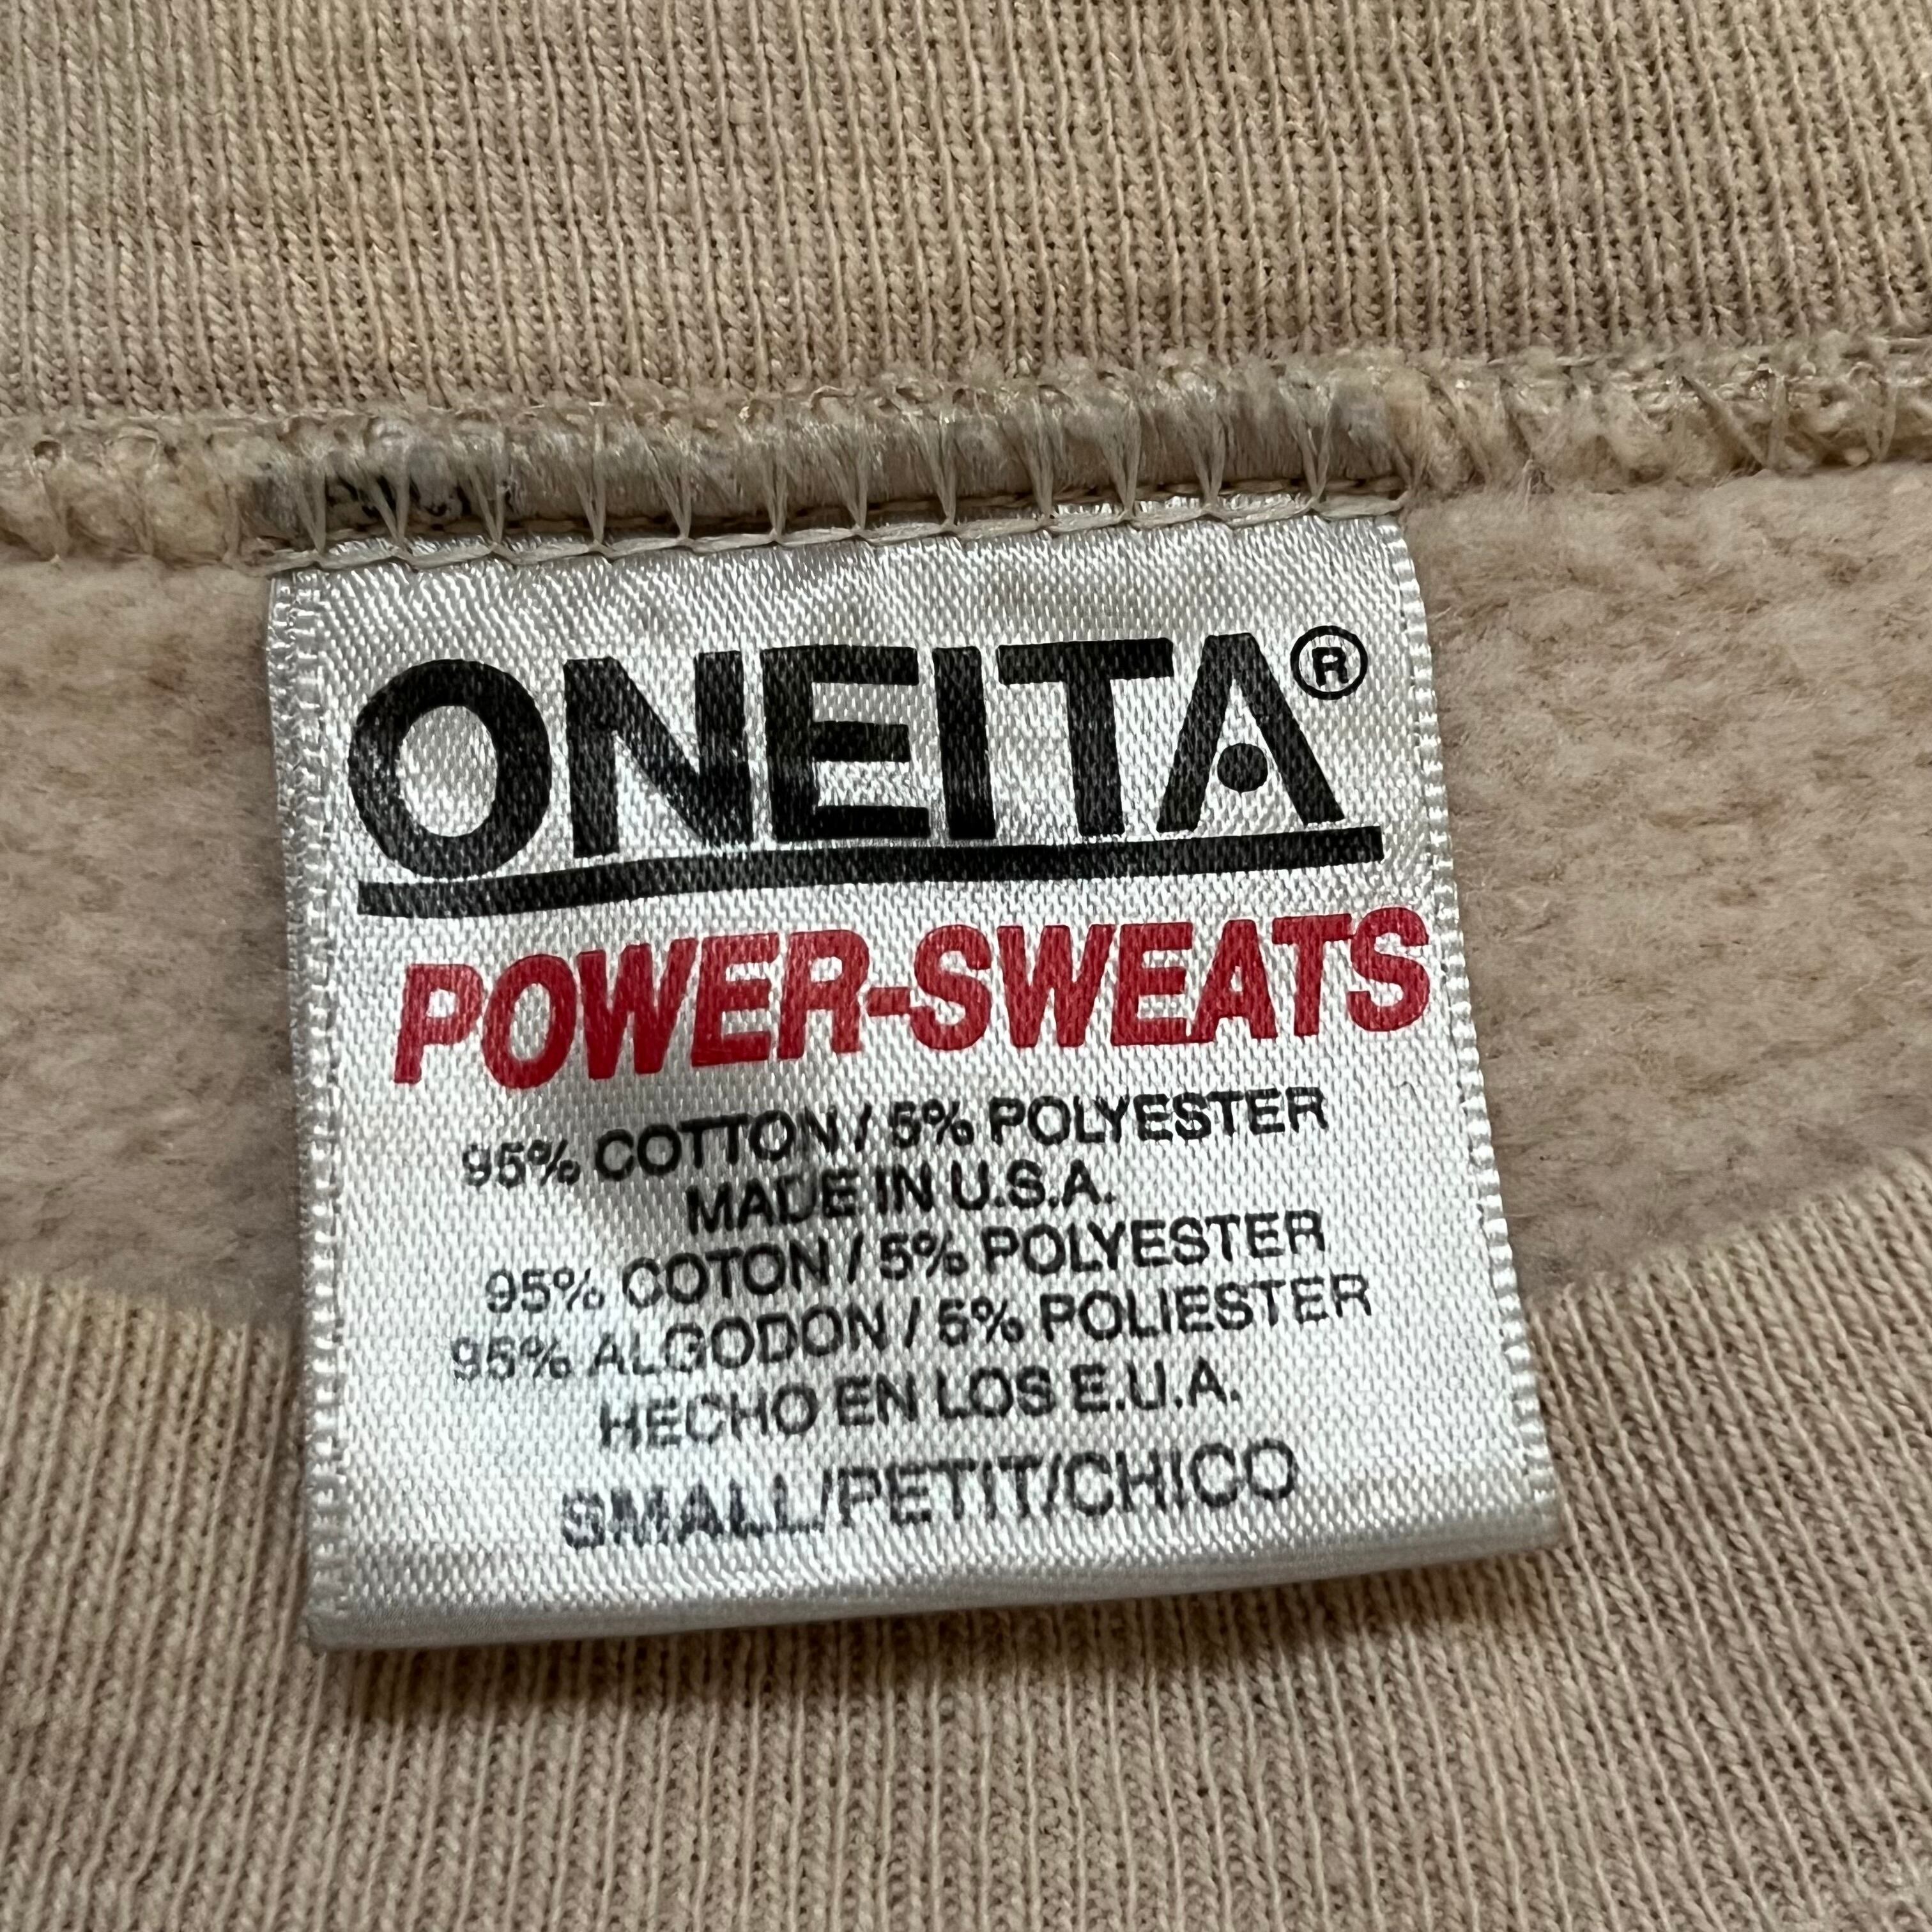 ONEITA®
POWER-SWEATS
95% COTTON / 5% POLYESTER
MADE IN U.S.A.
95% COTON / 5% POLYESTER
95% ALGODON / 5% POLIESTER
HECHO EN LOS E.U.A.
SMALL/PETIT/CHICO